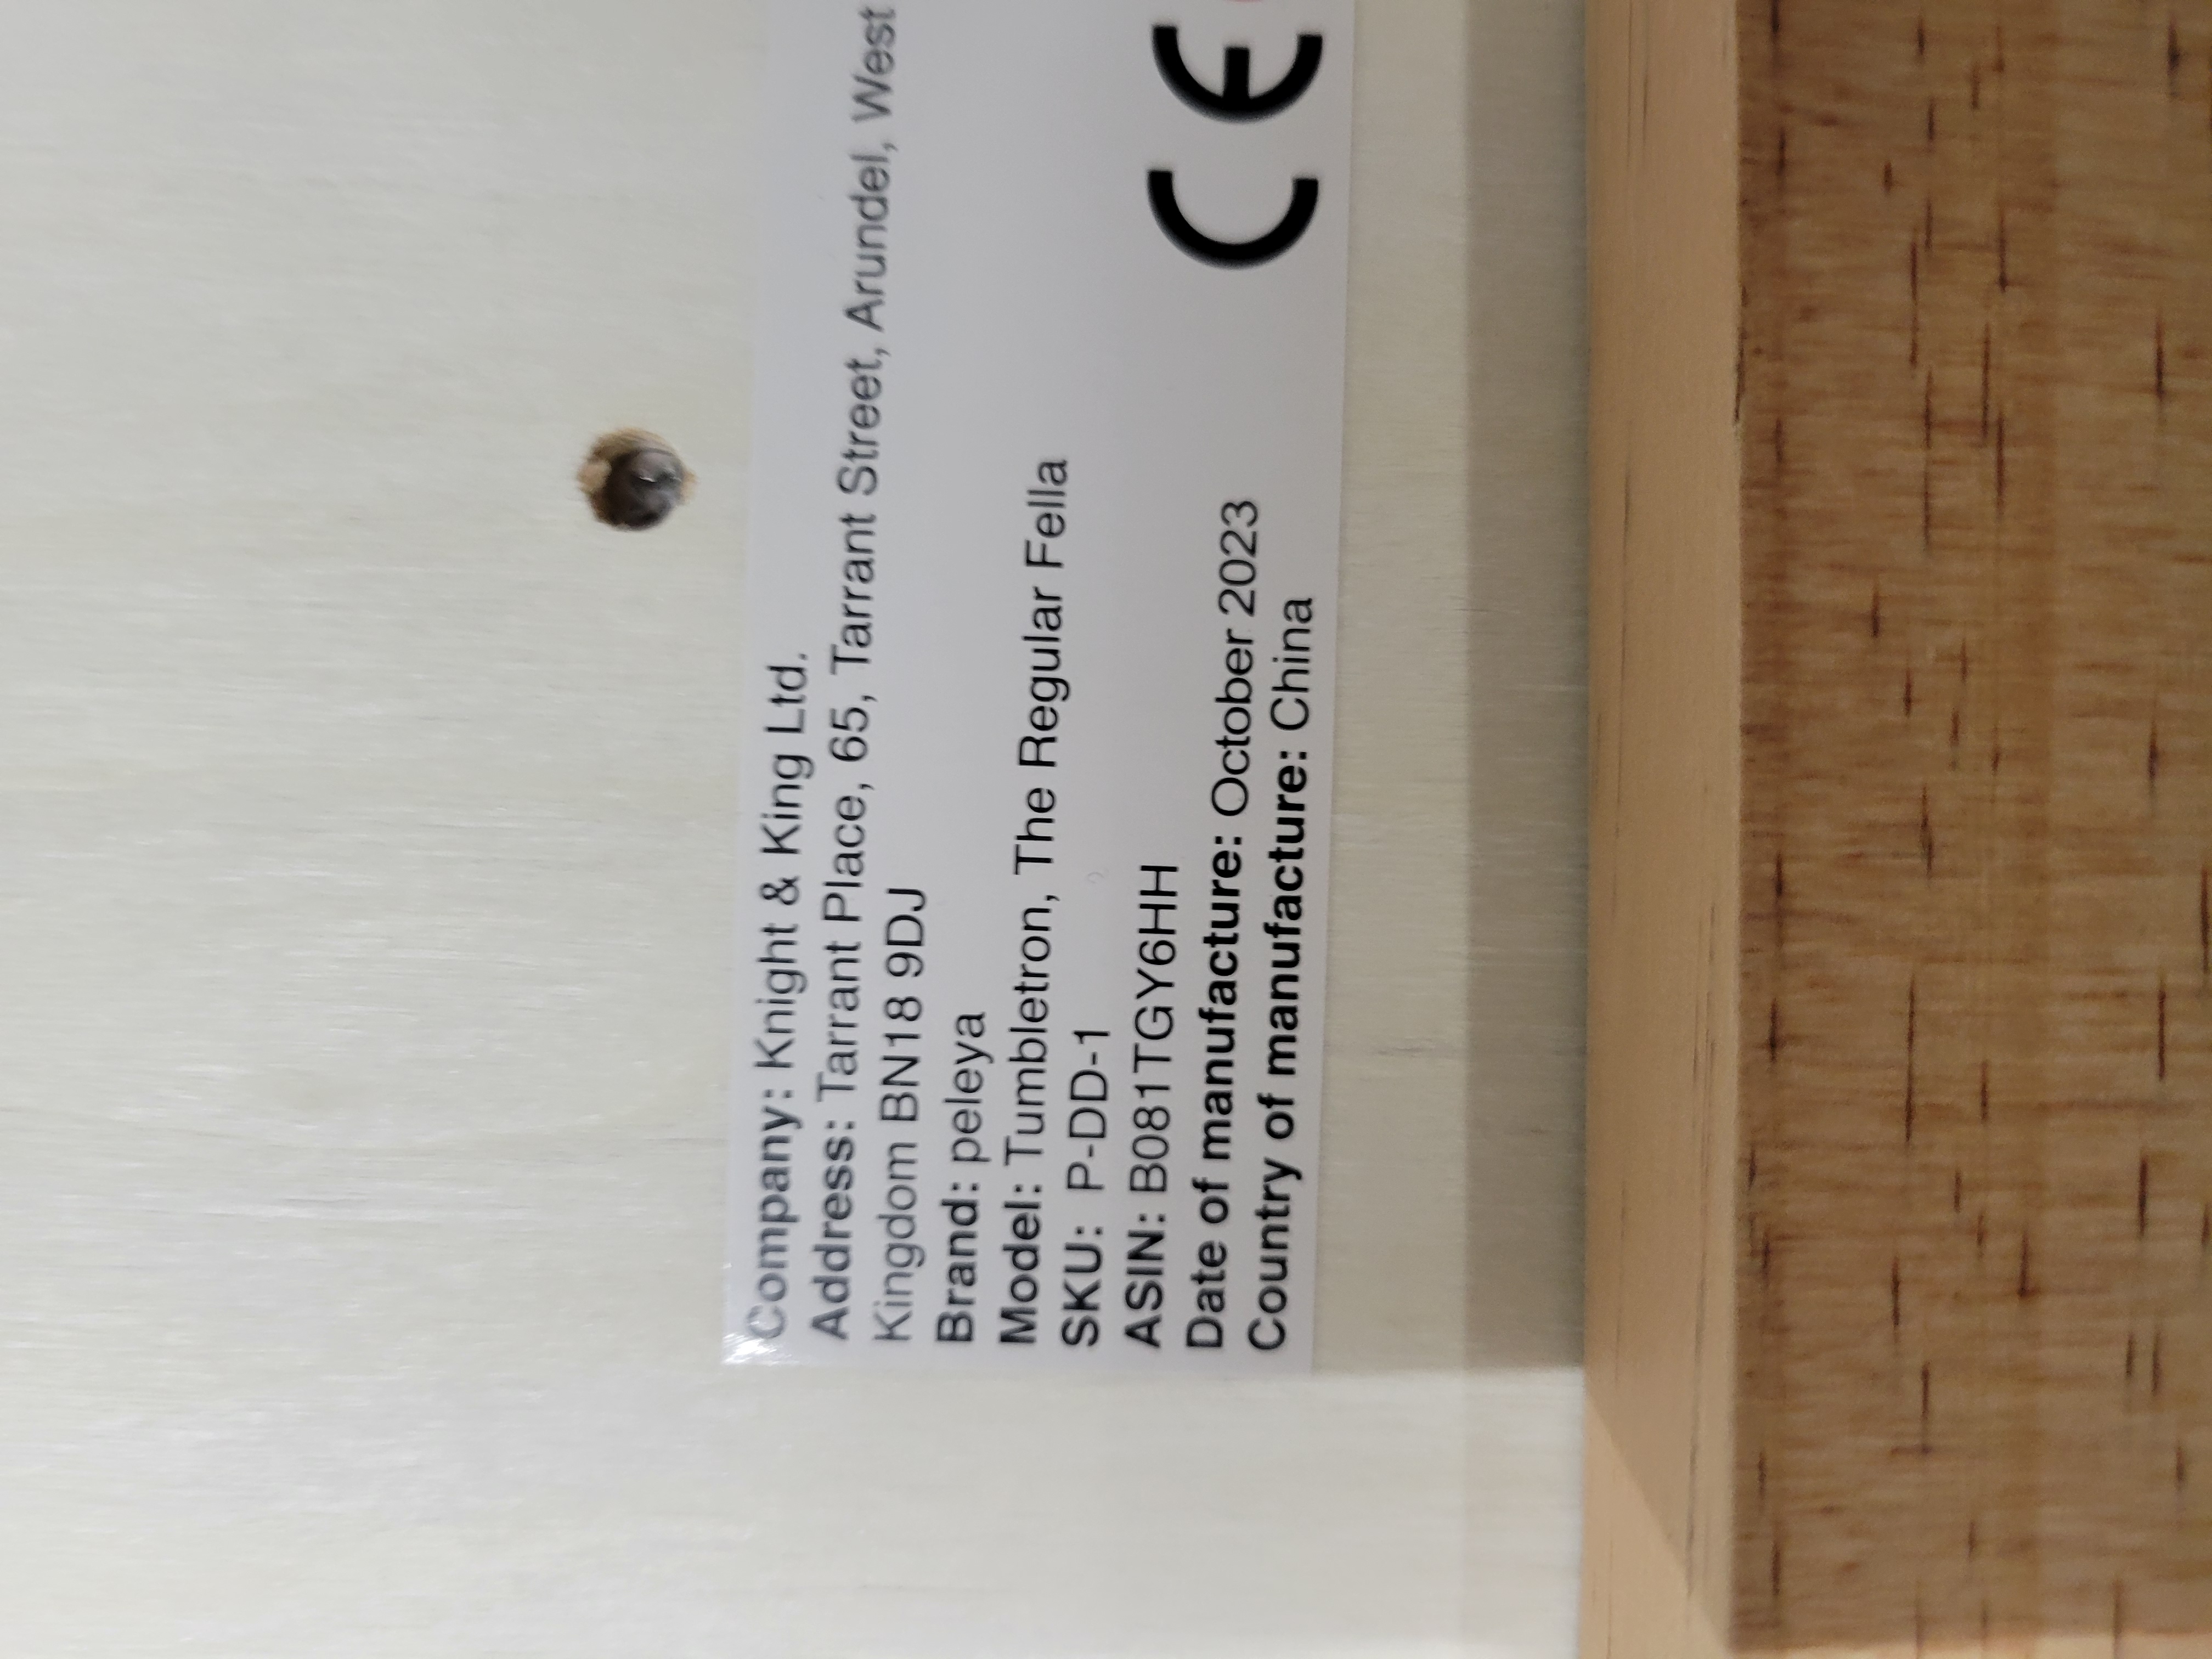 Company: Knight & King Ltd.
Address: Tarrant Place, 65, Tarrant Street, Arundel, West
Kingdom BN18 9DJ
Brand: peleya
Model: Tumbletron, The Regular Fella
SKU: P-DD-1
ASIN: B081TGY6HH
Date of manufacture: October 2023
Country of manufacture: China
CE